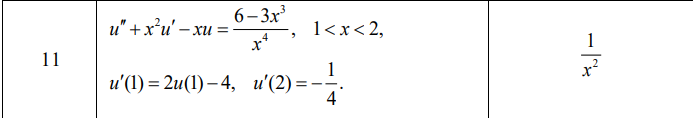 11
u″ + x²u′ − xu = (6 − 3x³)/x⁴, 1 < x < 2,
u′(1) = 2u(1) − 4, u′(2) = −1/4.
1/x²